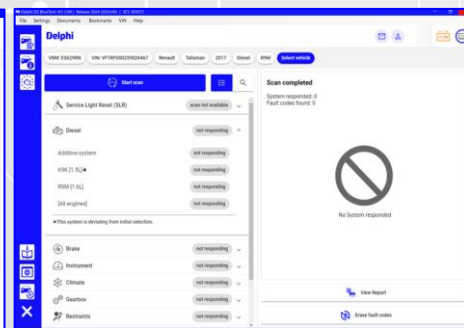 File Settings Documents Bookmarks VIN Help
Delphi
Renault Talisman 2017 Diesel R9M Select vehicle
Start scan
Service Light Reset (SLR) scan not available
Diesel not responding
Additive system not responding
K9K [1.5L] not responding
R9M [1.6L] not responding
[All engines] not responding
*This system is deviating from initial selection.
Brake not responding
Instrument not responding
Climate not responding
Gearbox not responding
Restraints not responding
Scan completed
System responded: 0
Fault codes found: 0
No System responded
View Report
Erase fault codes